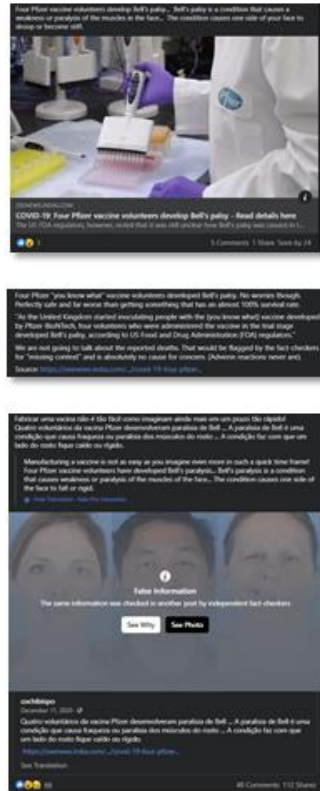 Four Pfizer vaccine volunteers develop Bell's palsy... Bell's palsy is a condition that causes a
weakness or paralysis of the muscles in the face... The condition causes one side of your face to
droop or become stiff.
COVID-19: Four Pfizer vaccine volunteers develop Bell's palsy - Read details here
The US FDA regulators, however, noted that it was still unclear how Bell's palsy was caused in t...
5 Comments 1 Share
Four Pfizer "you know what" vaccine volunteers developed Bell's palsy. No worries though
Perfectly safe and far worse than getting something that has an almost 100% survival rate.
"As the United Kingdom started inoculating people with the (you know what) vaccine developed
by Pfizer-BioNTech, four volunteers who were administered the vaccine in the trial stage
developed Bell's palsy, according to US Food and Drug Administration (FDA) regulators."
We are not going to talk about the reported deaths. That would be flagged by the fact-checkers
for "missing context" and is absolutely no cause for concern. (Adverse reactions never are).
Source
Fabricar uma vacina não é tão fácil como imaginam ainda mais em um prazo tão rápido!
Quatro voluntários da vacina Pfizer desenvolveram paralisia de Bell ... A paralisia de Bell é uma
condição que causa fraqueza ou paralisia dos músculos do rosto ... A condição faz com que um
lado do rosto fique caído ou rígido.
Manufacturing a vaccine is not as easy as you imagine even more in such a quick time frame!
Four Pfizer vaccine volunteers have developed Bell's paralysis... Bell's paralysis is a condition
that causes weakness or paralysis of the muscles of the face... The condition causes one side of
the face to fall or rigid.
False Information
The same information was checked in another post by independent fact-checkers
See Why See Photo
December 11, 2020
Quatro voluntários da vacina Pfizer desenvolveram paralisia de Bell ... A paralisia de Bell é uma
condição que causa fraqueza ou paralisia dos músculos do rosto ... A condição faz com que
um lado do rosto fique caído ou rígido.
See Translation
Comments 112 Shares